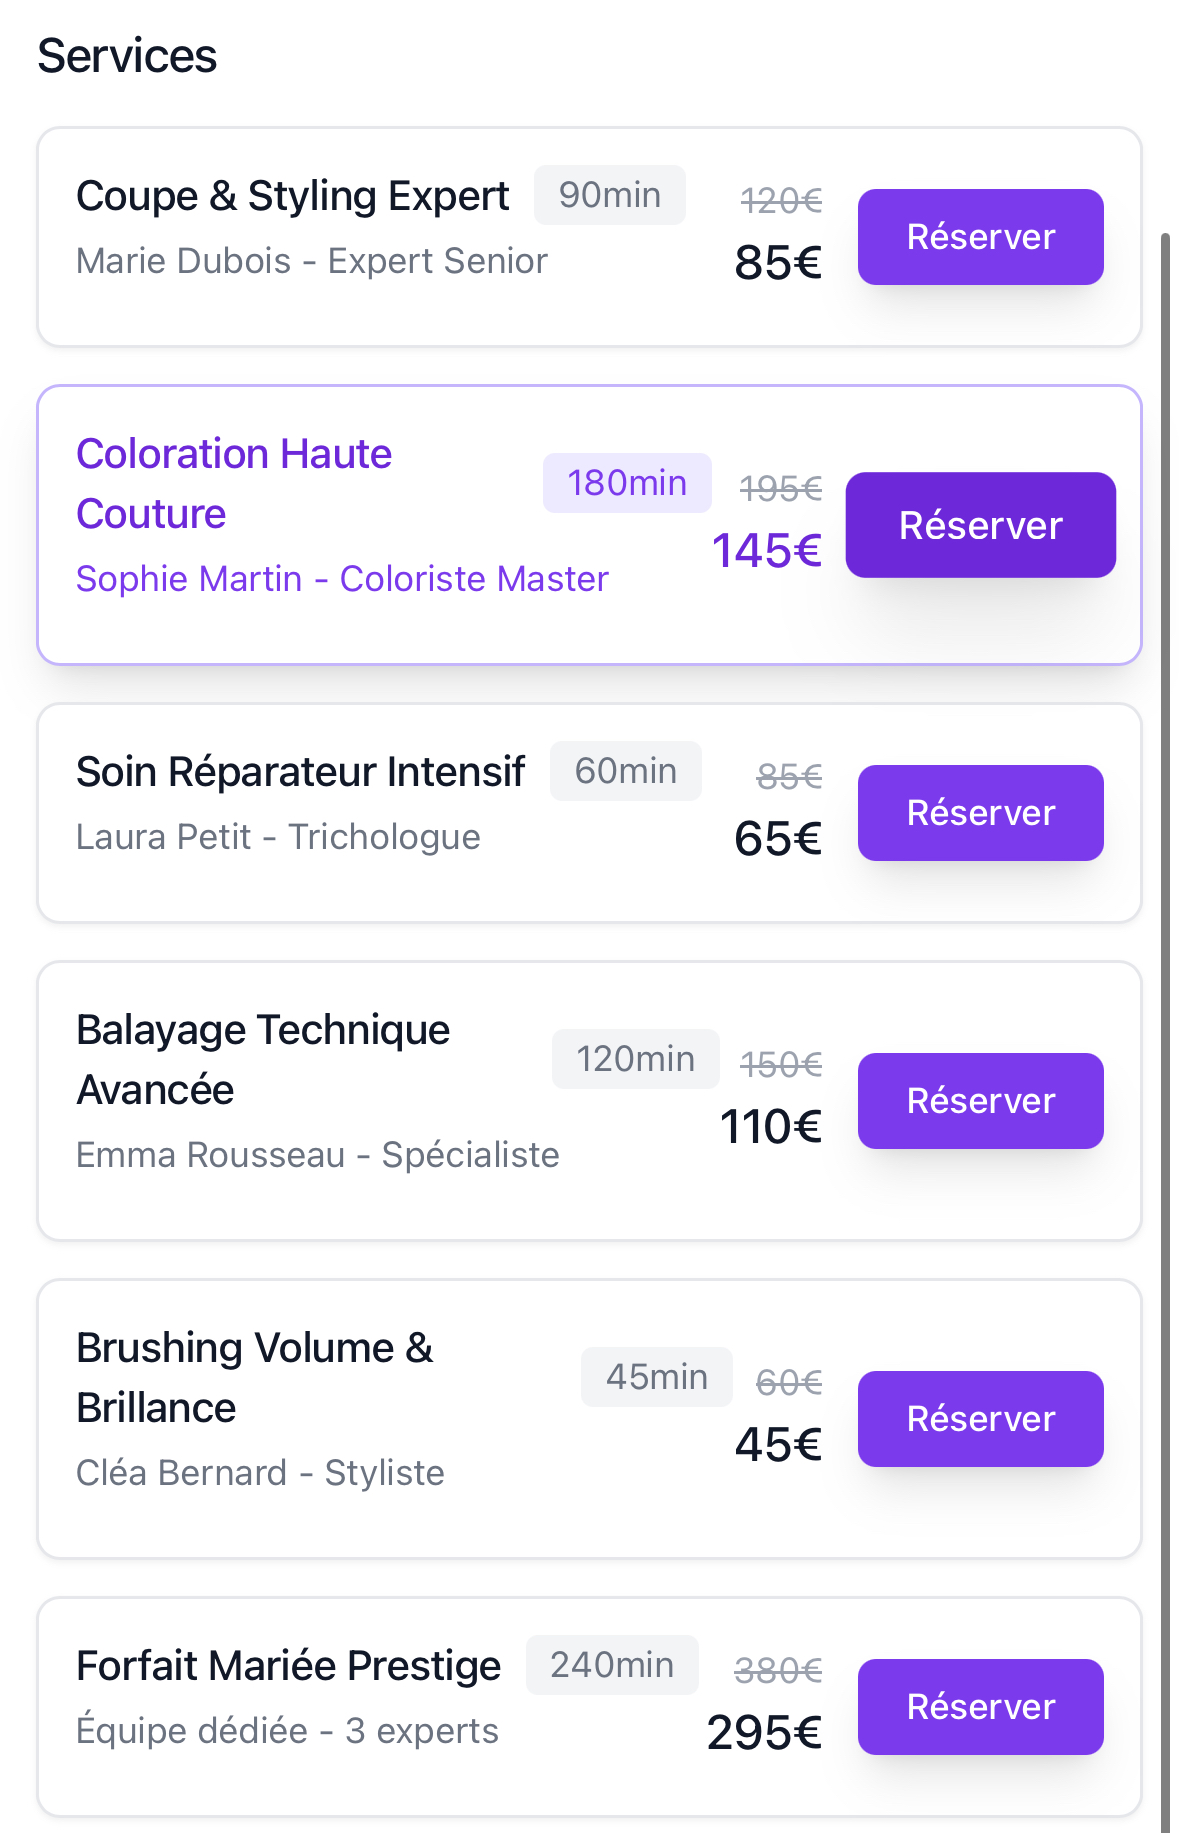 Services
Coupe & Styling Expert 90min
120€
Marie Dubois - Expert Senior
85€
Réserver
Coloration Haute
Couture
180min
195€
145€
Sophie Martin - Coloriste Master
Réserver
Soin Réparateur Intensif 60min
85€
Laura Petit - Trichologue
65€
Réserver
Balayage Technique
Avancée
120min
150€
110€
Emma Rousseau - Spécialiste
Réserver
Brushing Volume &
Brillance
45min
60€
45€
Cléa Bernard - Styliste
Réserver
Forfait Mariée Prestige 240min
380€
Équipe dédiée - 3 experts
295€
Réserver